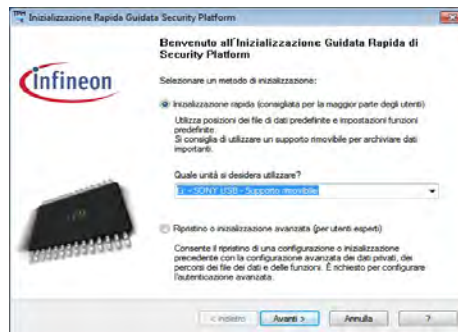 Inizializzazione Rapida Guidata Security Platform
Benvenuto all'Inizializzazione Guidata Rapida di
Security Platform
infineon
Selezionare un metodo di inizializzazione:
Inizializzazione rapida (consigliata per la maggior parte degli utenti)
Utilizza posizioni dei file di dati predefinite e impostazioni funzioni
predefinite.
Si consiglia di utilizzare un supporto rimovibile per archiviare dati
importanti.
Quale unità si desidera utilizzare?
<SONY USB - Supporto rimovibile
Ripristino o inizializzazione avanzata (per utenti esperti)
Consente il ripristino di una configurazione o inizializzazione
precedente con la configurazione avanzata dei dati privati, dei
percorsi dei file dei dati e delle funzioni. È richiesto per configurare
l'autenticazione avanzata.
< Indietro Avanti > Annulla ?